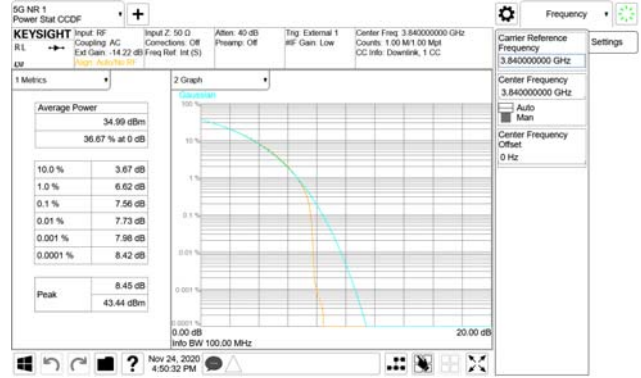 5G NR 1
Power Stat CCDF
Frequency
KEYSIGHT
RL
Input: RF
Coupling: AC
Ext Gain: -14.22 dB
Align: Auto/No RF
Input Z: 50 Ω
Corrections: Off
Freq Ref: Int (S)
Atten: 40 dB
Preamp: Off
Trig: External 1
#IF Gain: Low
Center Freq: 3.840000000 GHz
Counts: 1.00 M/1.00 Mpt
CC Info: Downlink, 1 CC
1 Metrics
Average Power
34.99 dBm
36.67 % at 0 dB
10.0 % 3.67 dB
1.0 % 6.62 dB
0.1 % 7.56 dB
0.01 % 7.73 dB
0.001 % 7.98 dB
0.0001 % 8.42 dB
Peak
8.45 dB
43.44 dBm
2 Graph
Gaussian
100 %
10 %
1 %
0.1 %
0.01 %
0.001 %
0.0001 %
0.00 dB
20.00 dB
Info BW 100.00 MHz
Carrier Reference
Frequency
3.840000000 GHz
Center Frequency
3.840000000 GHz
Auto
Man
Center Frequency
Offset
0 Hz
Settings
Nov 24, 2020
4:50:32 PM